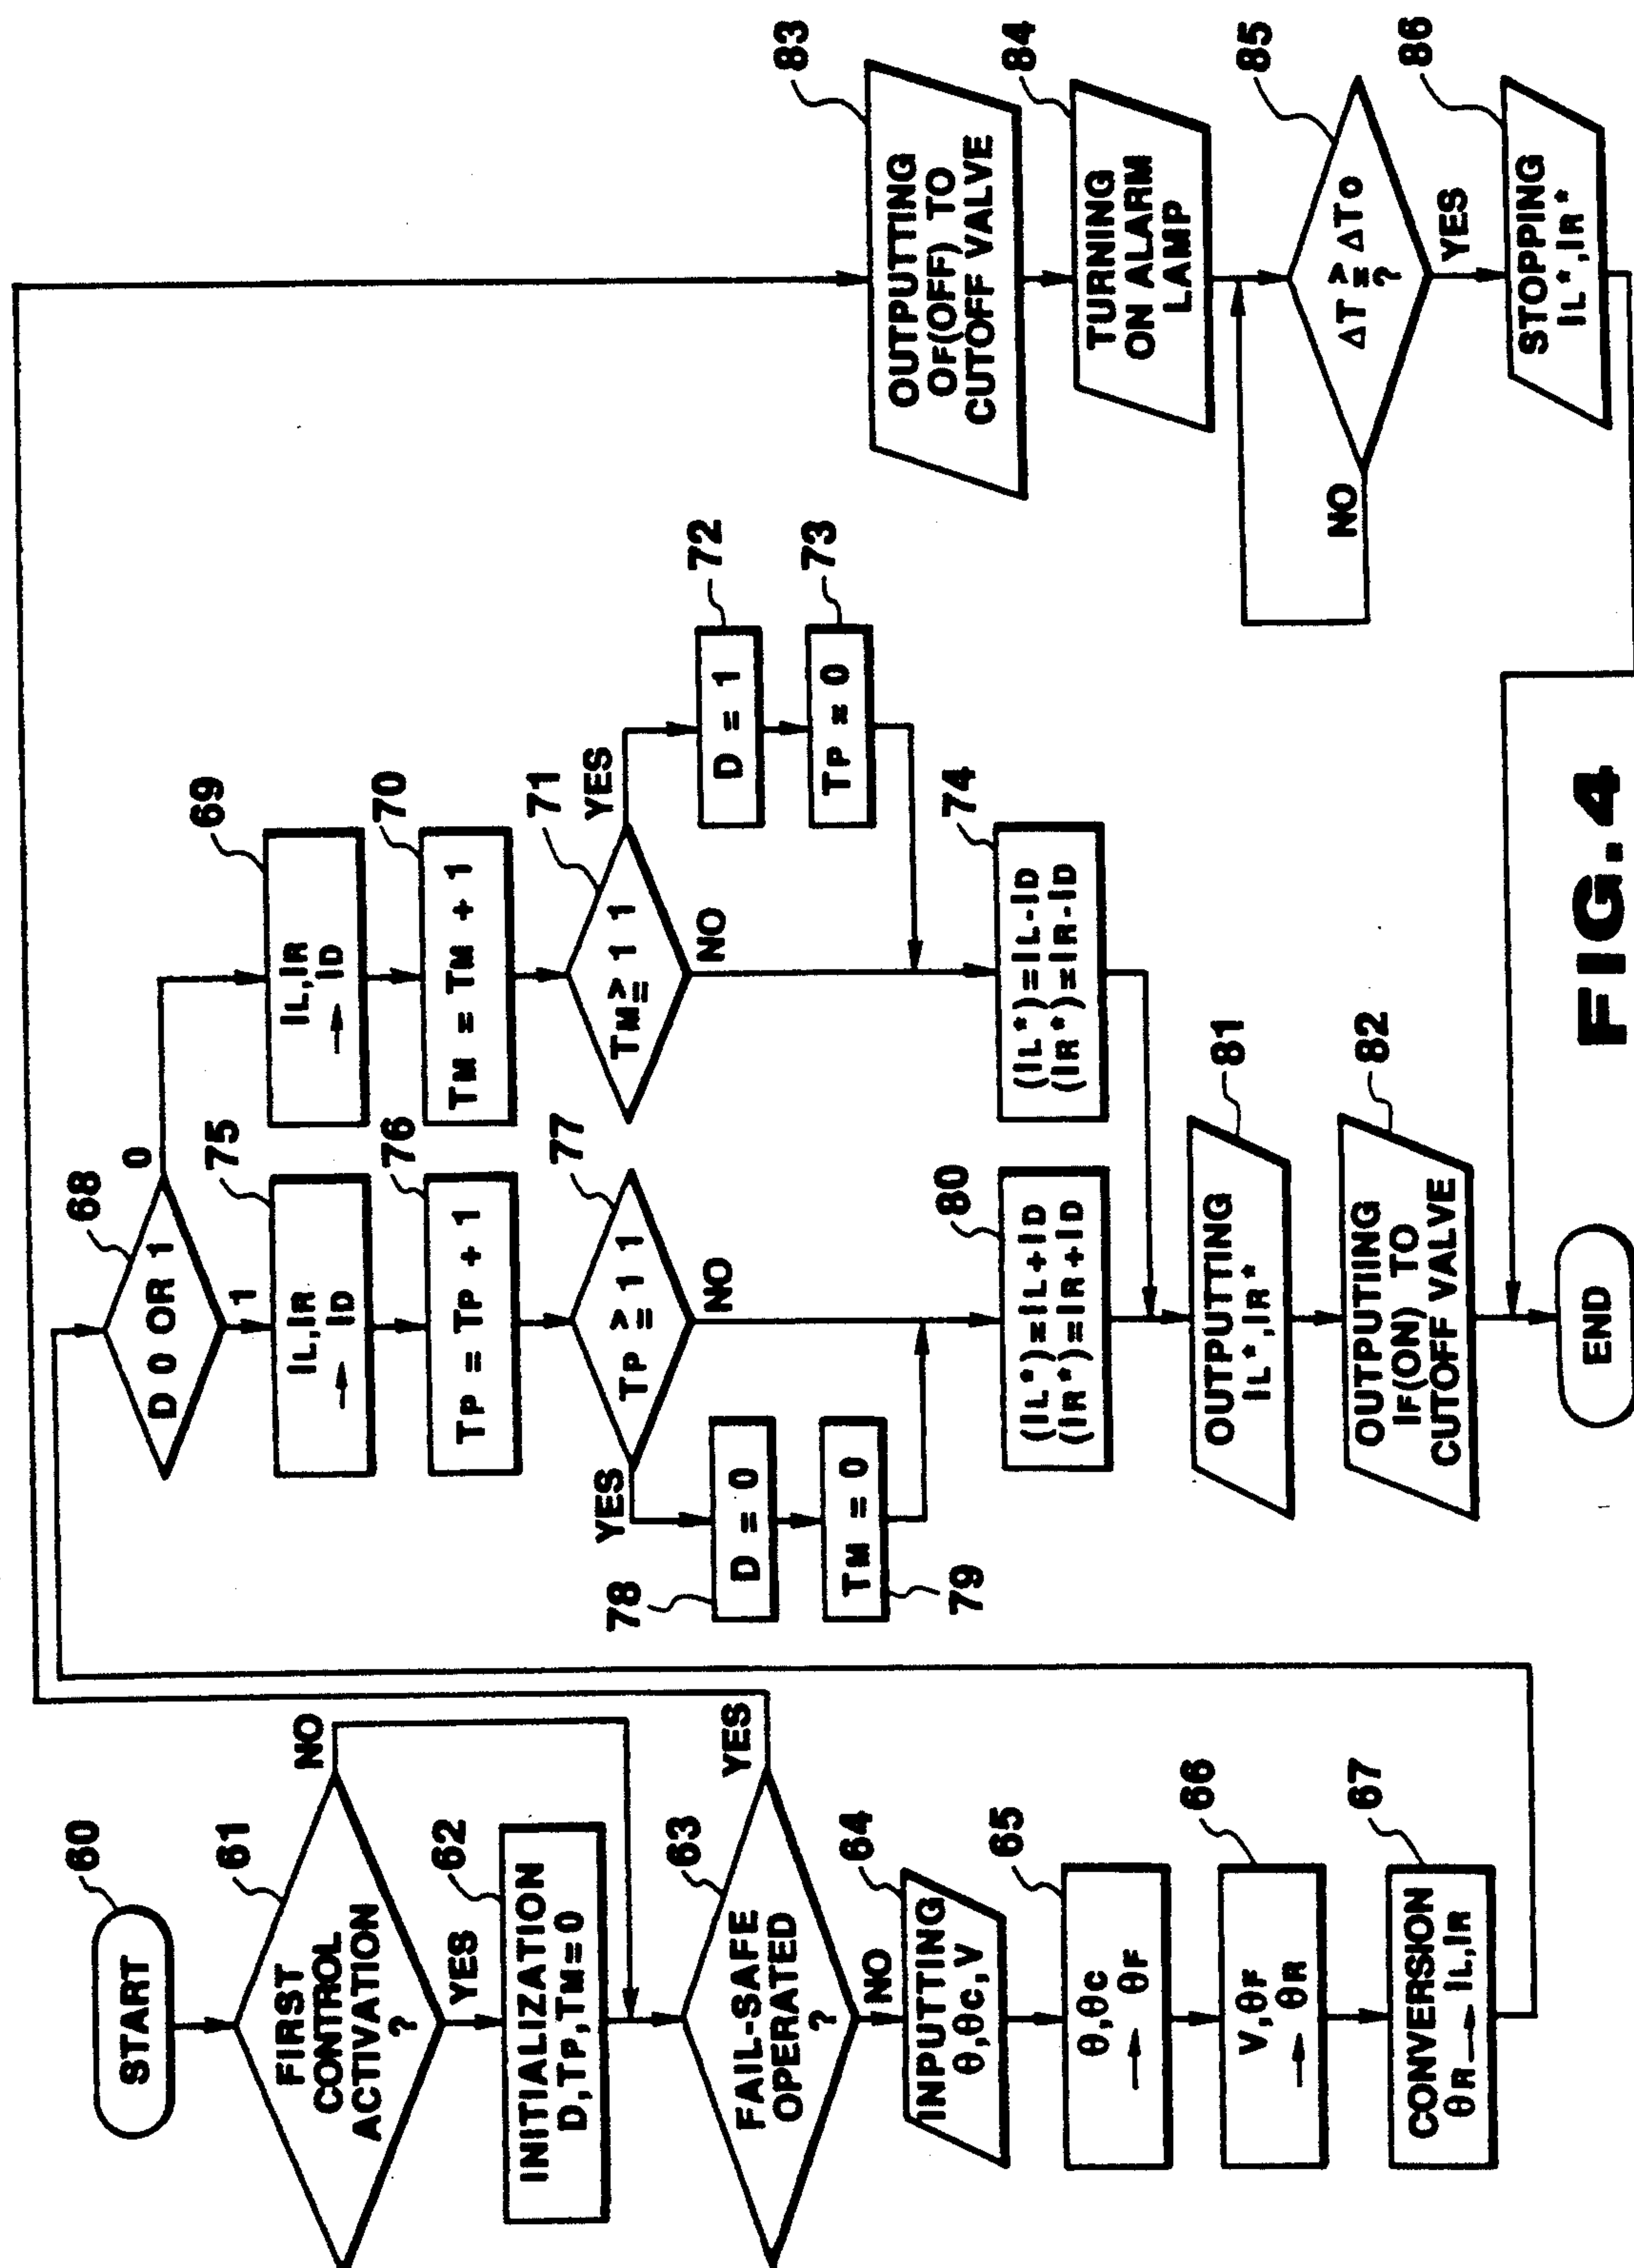 60
START
61
FIRST
CONTROL
ACTIVATION
?
NO
YES
62
INITIALIZATION
D,TP,TM=0
63
FAIL-SAFE
OPERATED
?
YES
NO
64
INPUTTING
θ,θC,V
65
θ,θC
→ θF
66
V,θF
→ θR
67
CONVERSION
θR → IL,IR
68
D 0 OR 1
0
1
75
IL,IR
→ ID
76
TP = TP + 1
77
TP ≧ 11
YES
NO
78
D = 0
TM = 0
79
80
(IL*)=IL+ID
(IR*)=IR+ID
69
IL,IR
→ ID
70
TM = TM + 1
71
TM ≧ 11
YES
NO
72
D = 1
73
TP = 0
74
(IL*)=IL-ID
(IR*)=IR-ID
81
OUTPUTTING
IL*,IR*
82
OUTPUTIING
IF(ON) TO
CUTOFF VALVE
END
83
OUTPUTTING
OF(OFF) TO
CUTOFF VALVE
84
TURNING
ON ALARM
LAMP
85
ΔT ≧ ΔTO
?
NO
YES
86
STOPPING
IL*,IR*
FIG.4